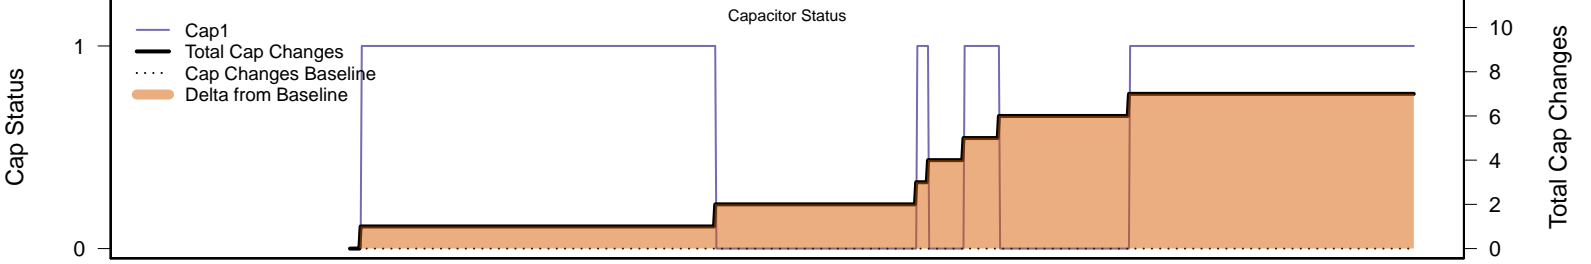 Capacitor Status
Cap1
Total Cap Changes
Cap Changes Baseline
Delta from Baseline
Cap Status
1
0
10
8
6
4
2
0
Total Cap Changes